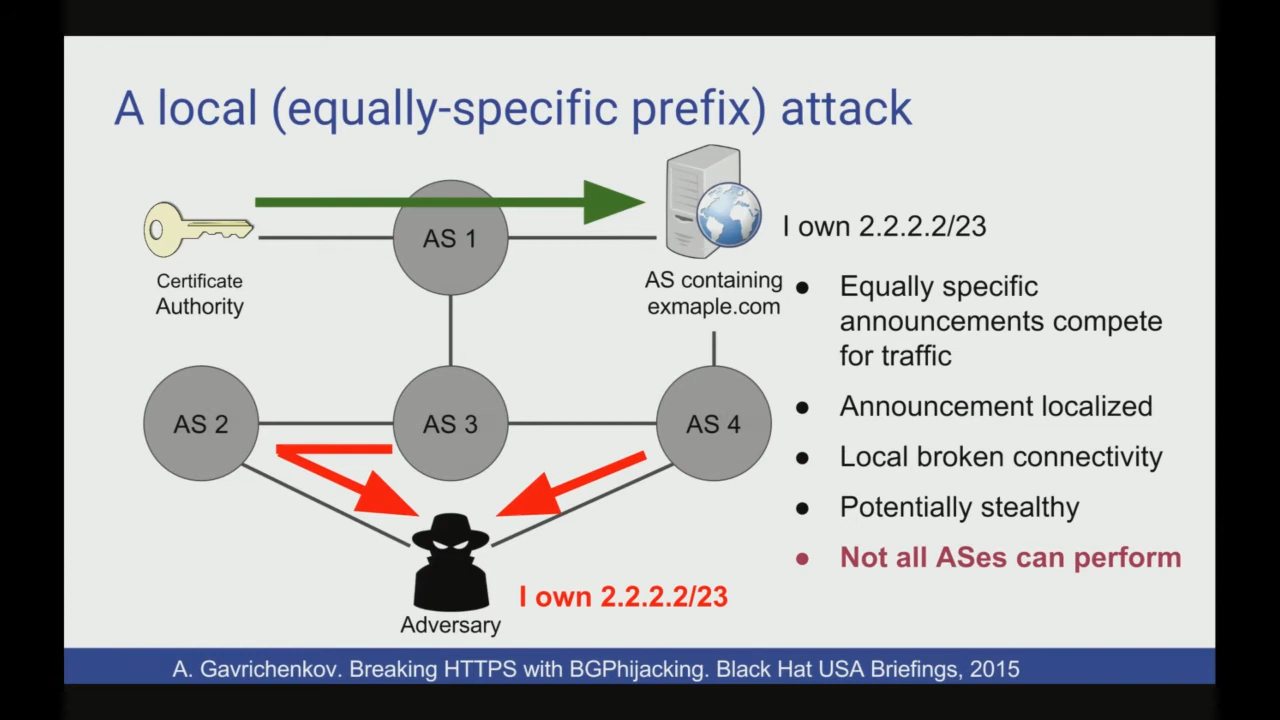 A local (equally-specific prefix) attack
AS 1
I own 2.2.2.2/23
Certificate
Authority
AS containing
exmaple.com
● Equally specific
announcements compete
for traffic
● Announcement localized
● Local broken connectivity
● Potentially stealthy
● Not all ASes can perform
AS 2
AS 3
AS 4
I own 2.2.2.2/23
Adversary
A. Gavrichenkov. Breaking HTTPS with BGPhijacking. Black Hat USA Briefings, 2015